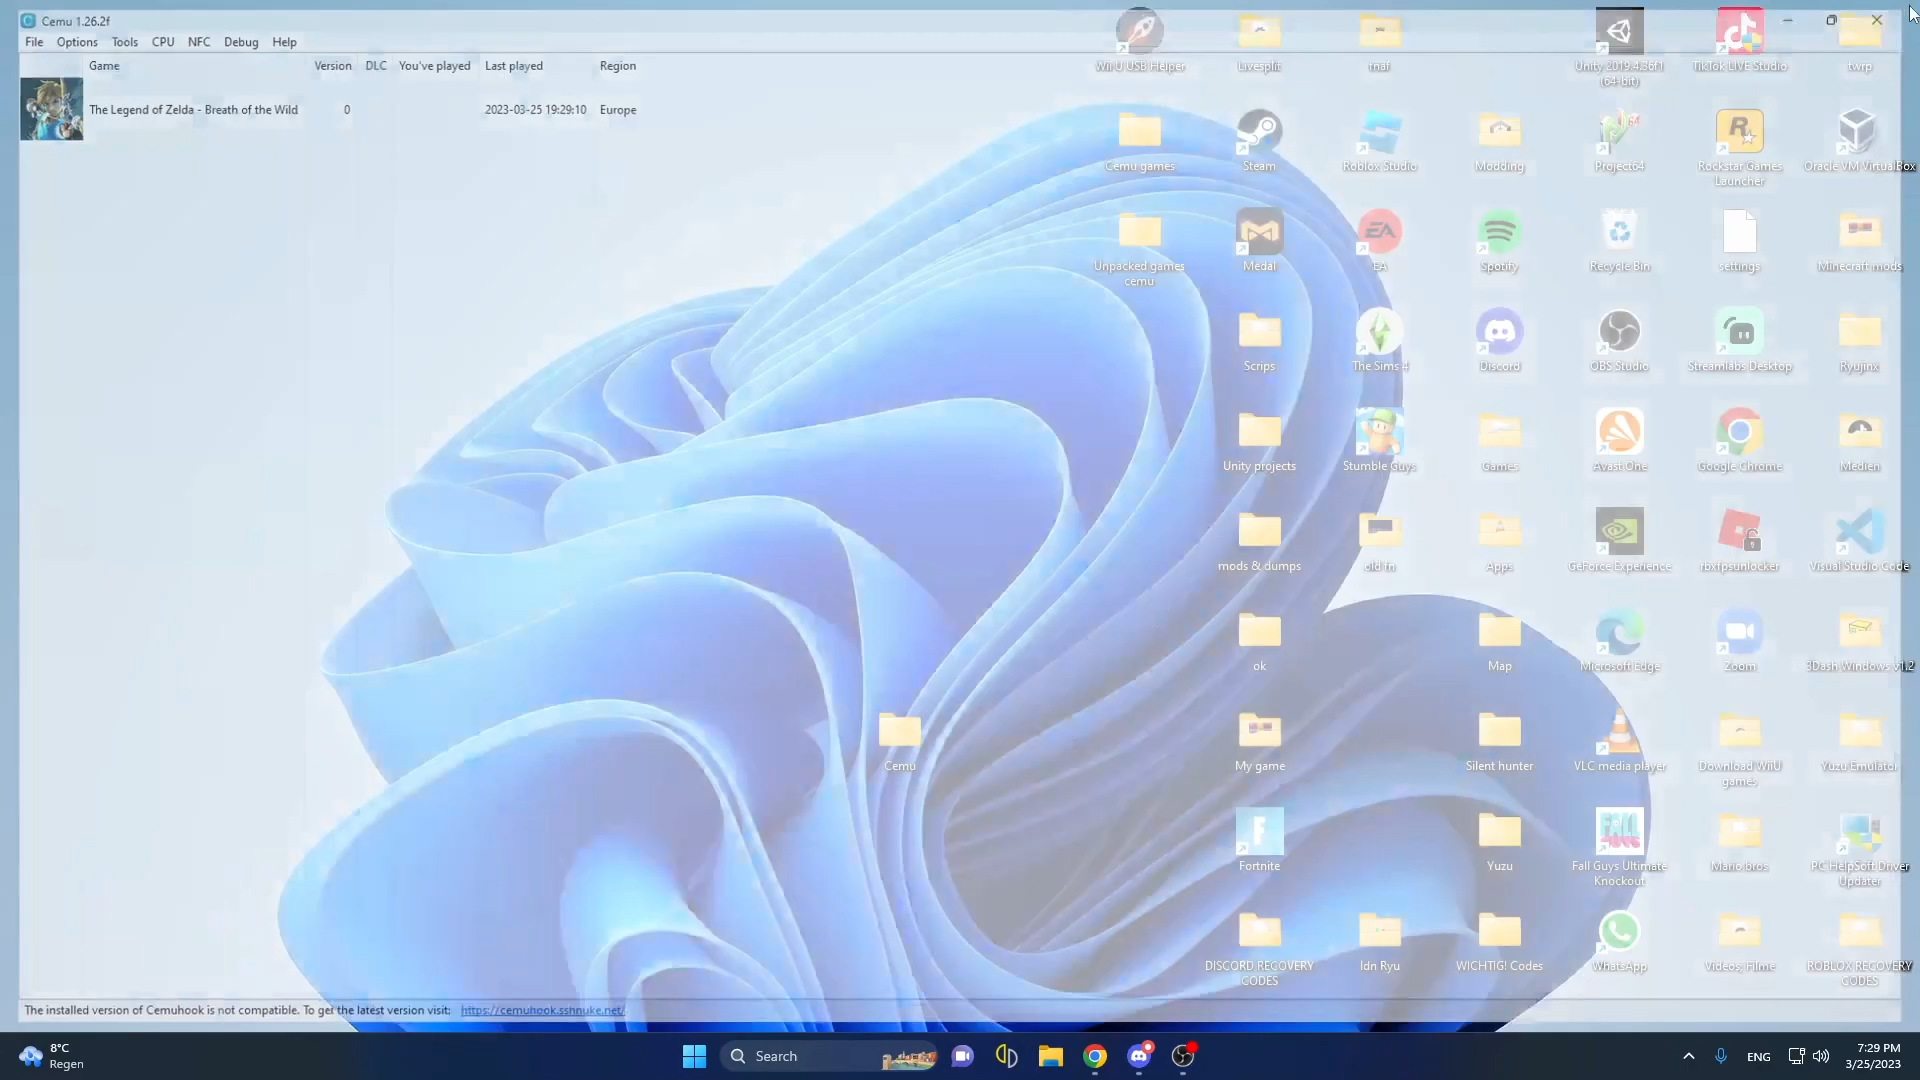 Cemu 1.26.2f
File Options Tools CPU NFC Debug Help
Game Version DLC You've played Last played Region
The Legend of Zelda - Breath of the Wild 0 2023-03-25 19:29:10 Europe
Wii U USB Helper
Livesplit
fnaf
Unity 2019.4.36f1
(64-bit)
TikTok LIVE Studio
twrp
Cemu games
Steam
Roblox Studio
Modding
Project64
Rockstar Games
Launcher
Oracle VM VirtualBox
Unpacked games
cemu
Medal
EA
Spotify
Recycle Bin
settings
Minecraft mods
Scrips
The Sims 4
Discord
OBS Studio
Streamlabs Desktop
Ryujinx
Unity projects
Stumble Guys
Games
Avast One
Google Chrome
Medien
mods & dumps
old fn
Apps
GeForce Experience
rbxfpsunlocker
Visual Studio Code
ok
Map
Microsoft Edge
Zoom
3Dash Windows v1.2
Cemu
My game
Silent hunter
VLC media player
Download WiiU
games
Yuzu Emulator
Fortnite
Yuzu
Fall Guys Ultimate
Knockout
Mario bros
PC HelpSoft Driver
Updater
DISCORD RECOVERY
CODES
ldn Ryu
WICHTIG! Codes
WhatsApp
Videos, Filme
ROBLOX RECOVERY
CODES
The installed version of Cemuhook is not compatible. To get the latest version visit: https://cemuhook.sshnuke.net/
8°C
Regen
Search
ENG
7:29 PM
3/25/2023